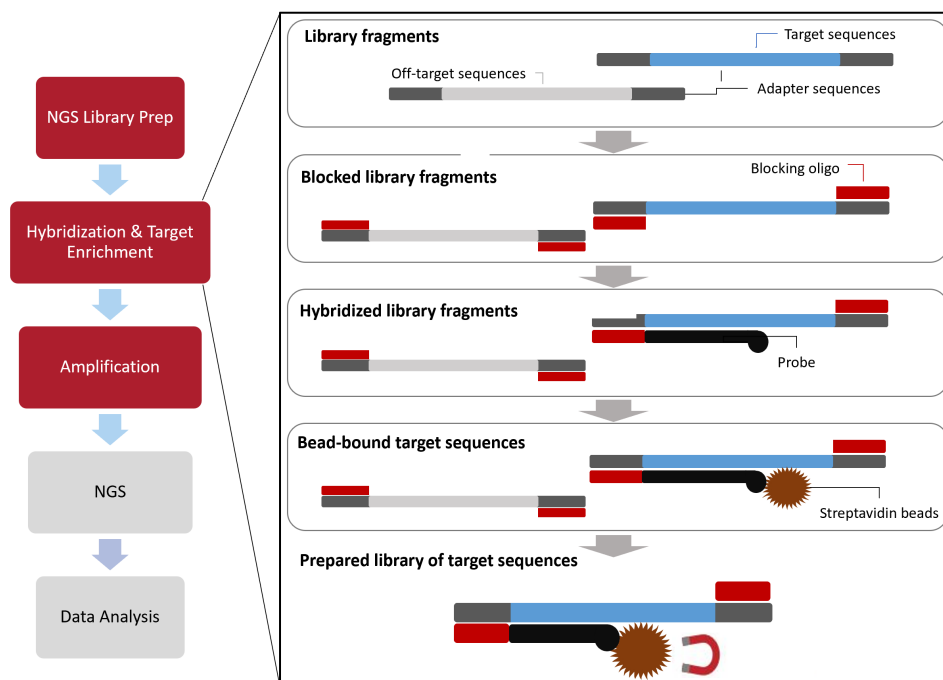 NGS Library Prep
Hybridization & Target
Enrichment
Amplification
NGS
Data Analysis
Library fragments
Target sequences
Off-target sequences
Adapter sequences
Blocked library fragments
Blocking oligo
Hybridized library fragments
Probe
Bead-bound target sequences
Streptavidin beads
Prepared library of target sequences